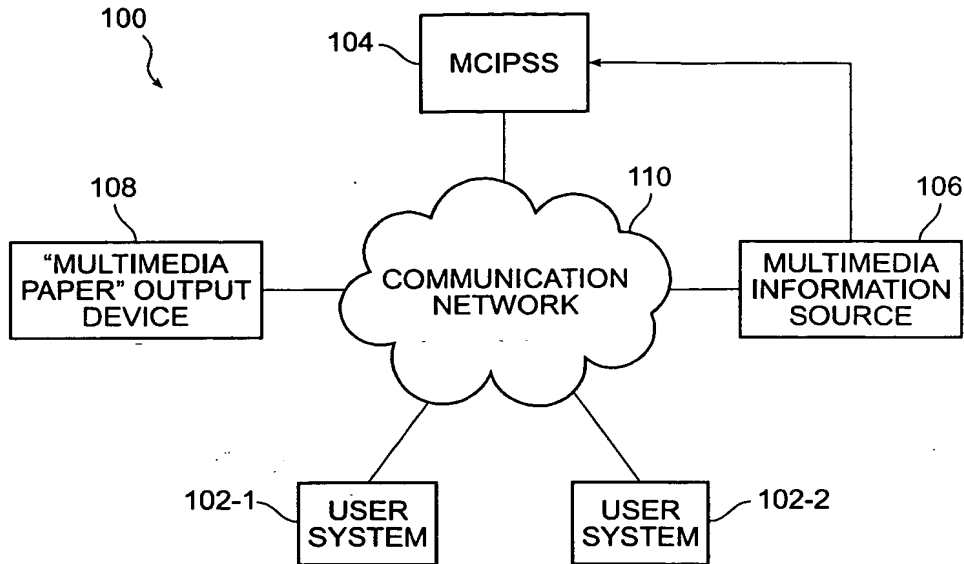 100
104
MCIPSS
108
"MULTIMEDIA
PAPER" OUTPUT
DEVICE
110
COMMUNICATION
NETWORK
106
MULTIMEDIA
INFORMATION
SOURCE
102-1
USER
SYSTEM
USER
SYSTEM
102-2